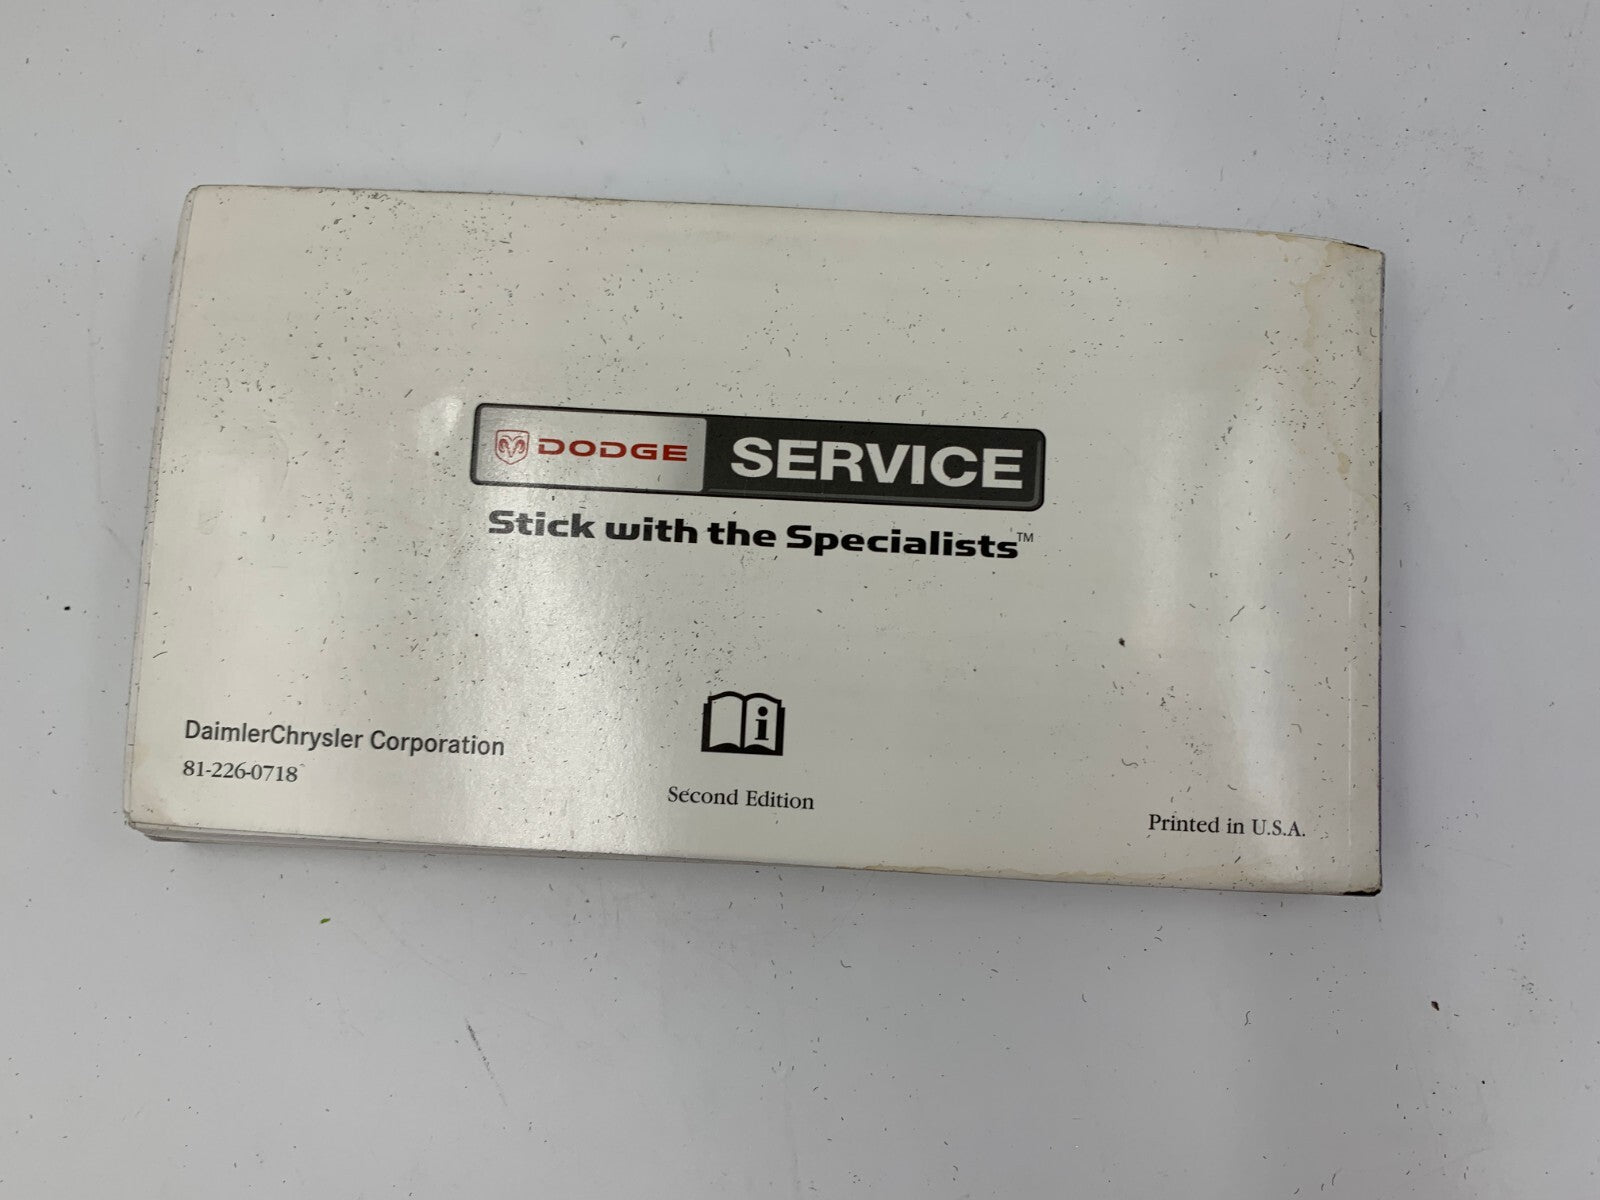 DODGE SERVICE
Stick with the Specialists™
DaimlerChrysler Corporation
81-226-0718
i
Second Edition
Printed in U.S.A.